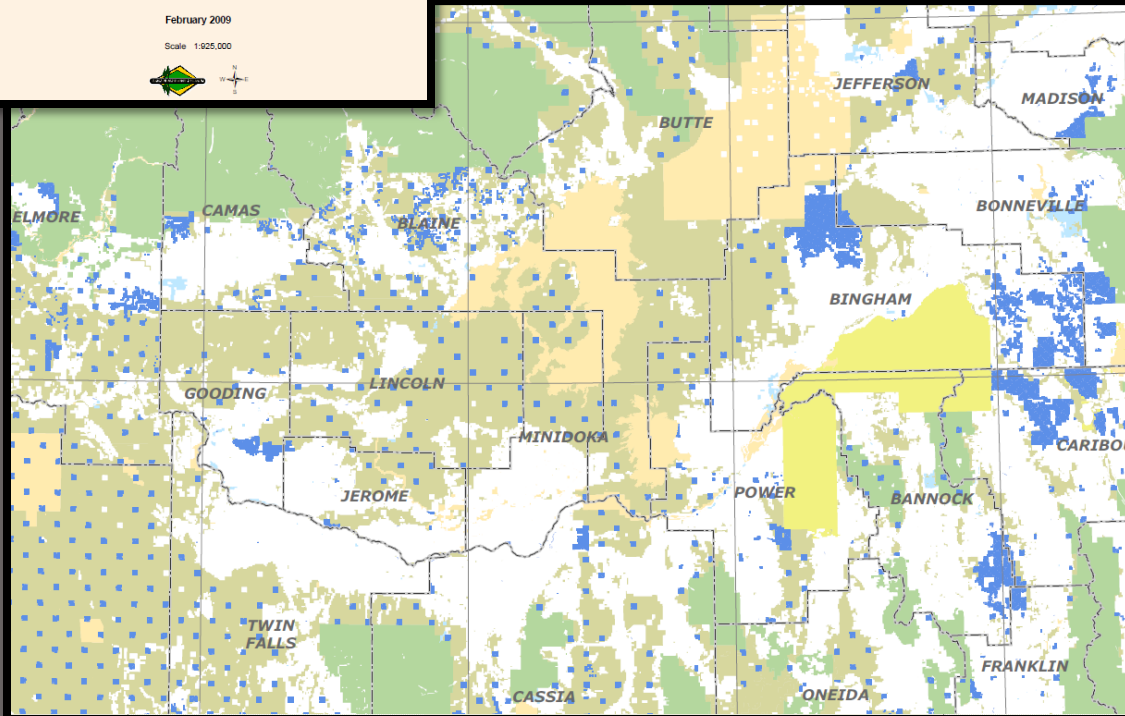 February 2009
Scale 1:925,000
N
W E
S
JEFFERSON
MADISON
BUTTE
ELMORE
CAMAS
BLAINE
BONNEVILLE
BINGHAM
GOODING
LINCOLN
MINIDOKA
CARIBOU
JEROME
POWER
BANNOCK
TWIN
FALLS
FRANKLIN
CASSIA
ONEIDA